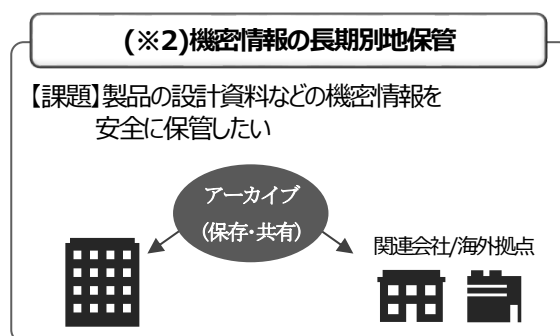 (※2)機密情報の長期別地保管
【課題】製品の設計資料などの機密情報を
安全に保管したい
アーカイブ
(保存・共有)
関連会社/海外拠点